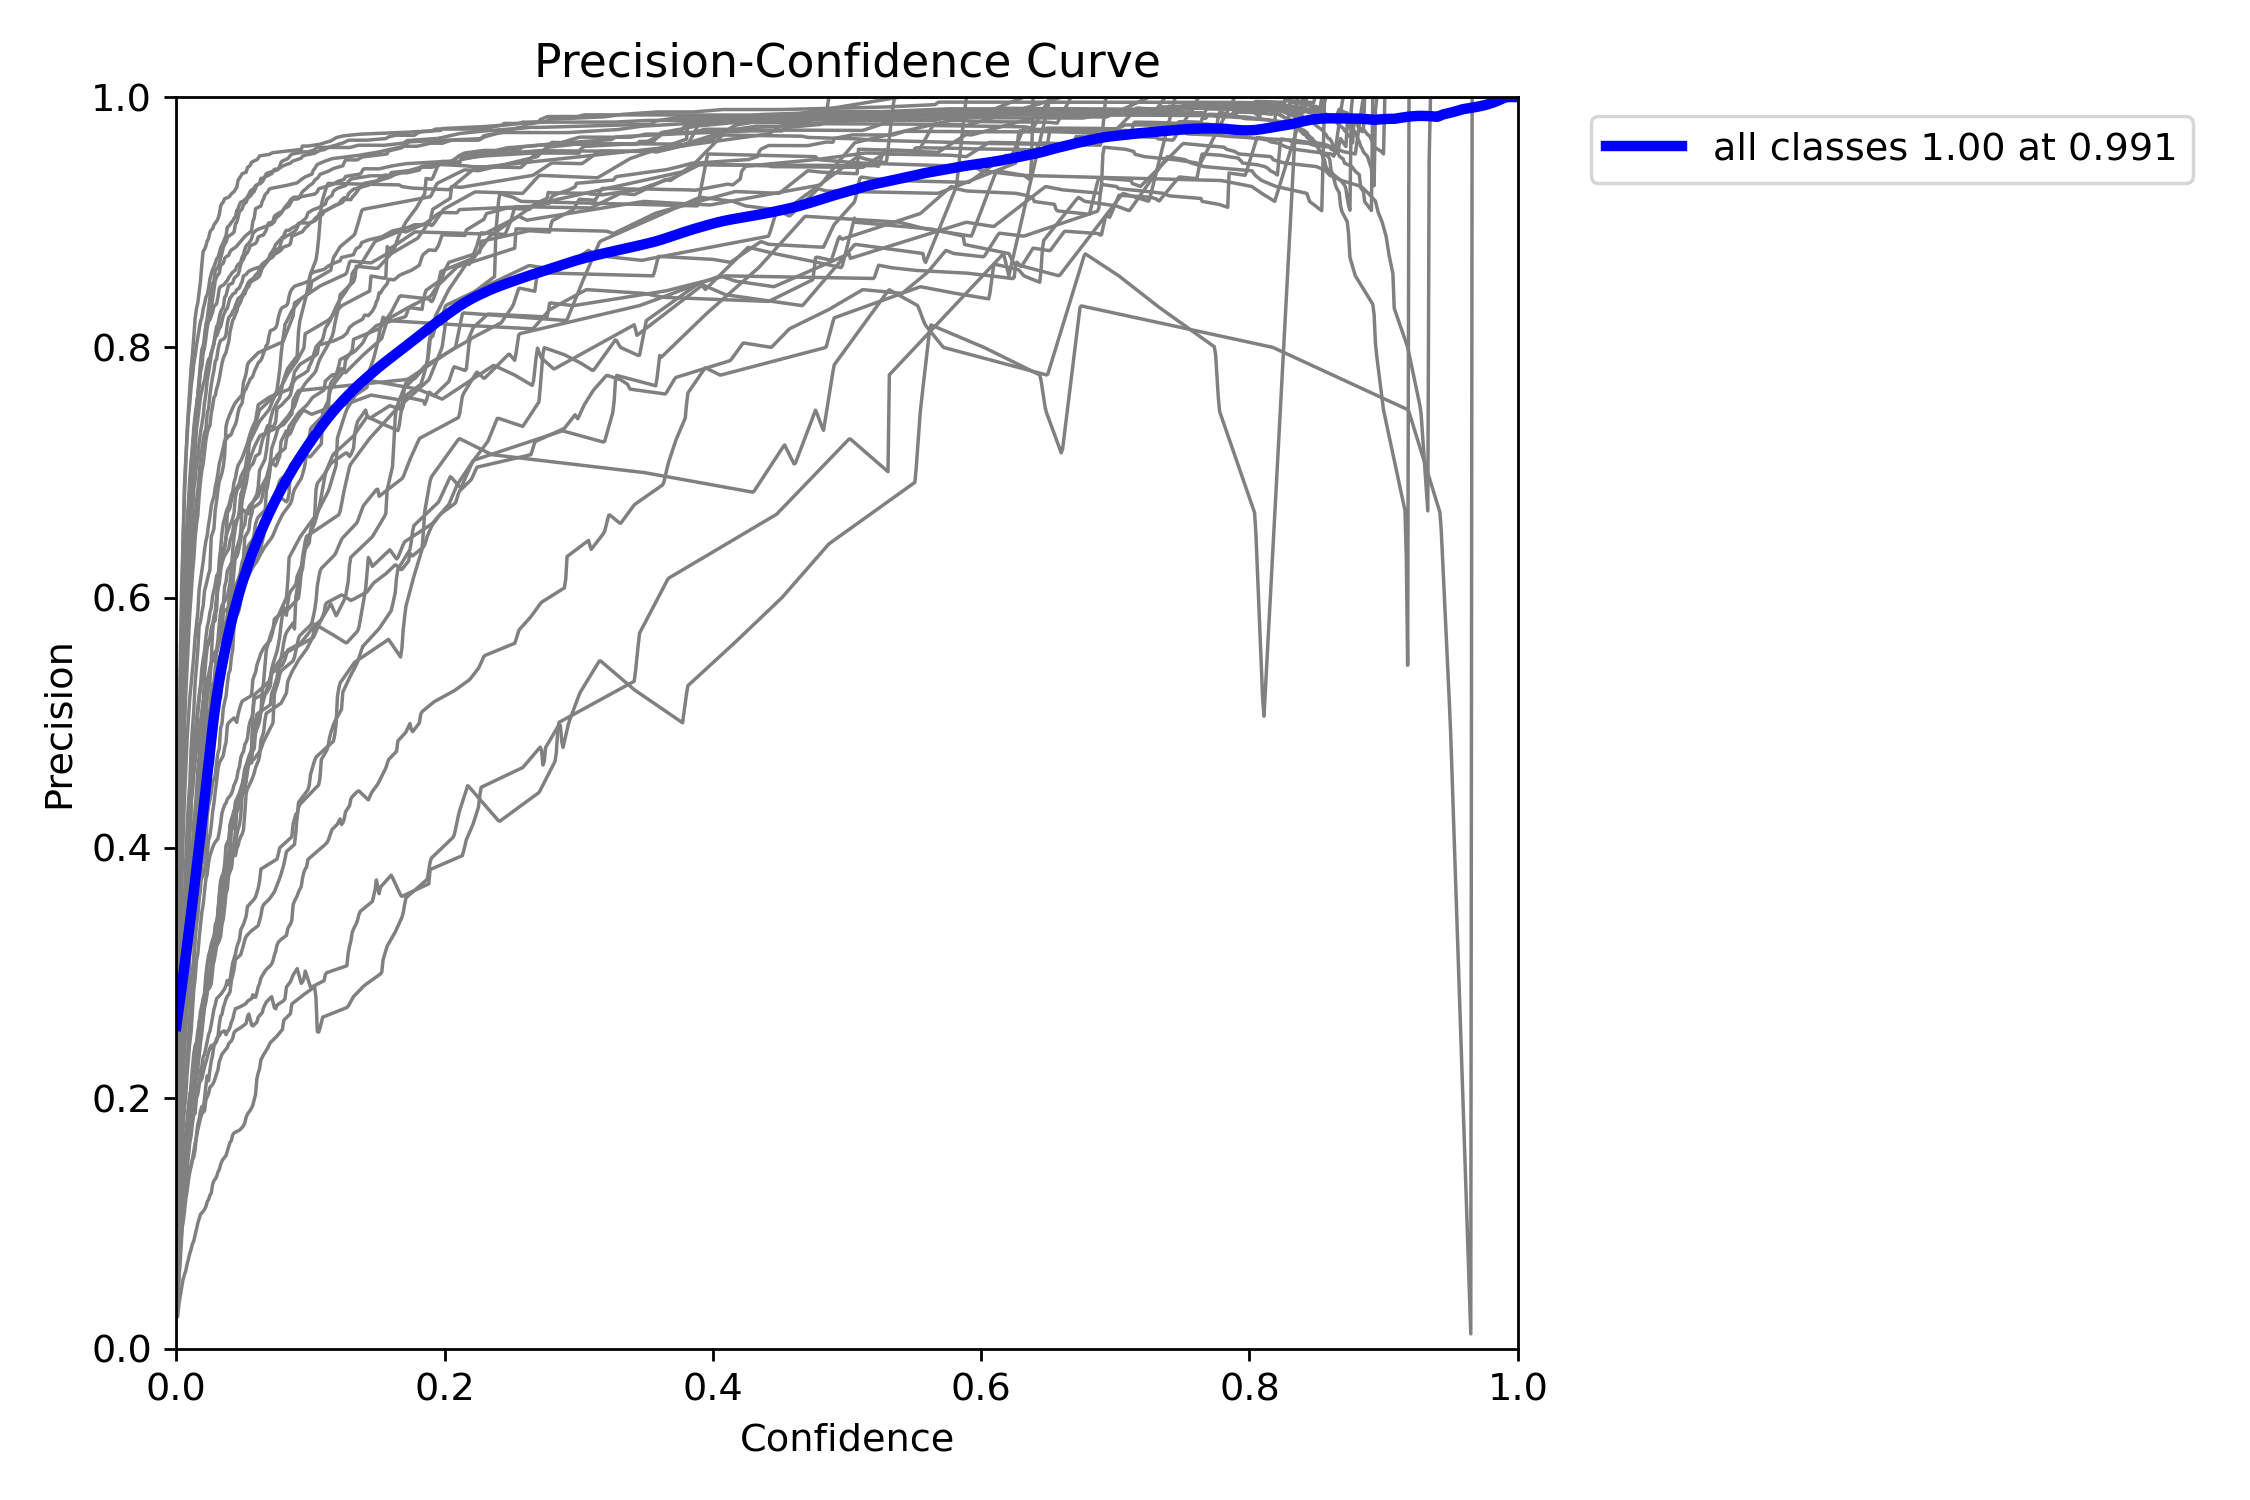 Precision-Confidence Curve
1.0
0.8
0.6
0.4
0.2
0.0
Precision
0.0 0.2 0.4 0.6 0.8 1.0
Confidence
all classes 1.00 at 0.991